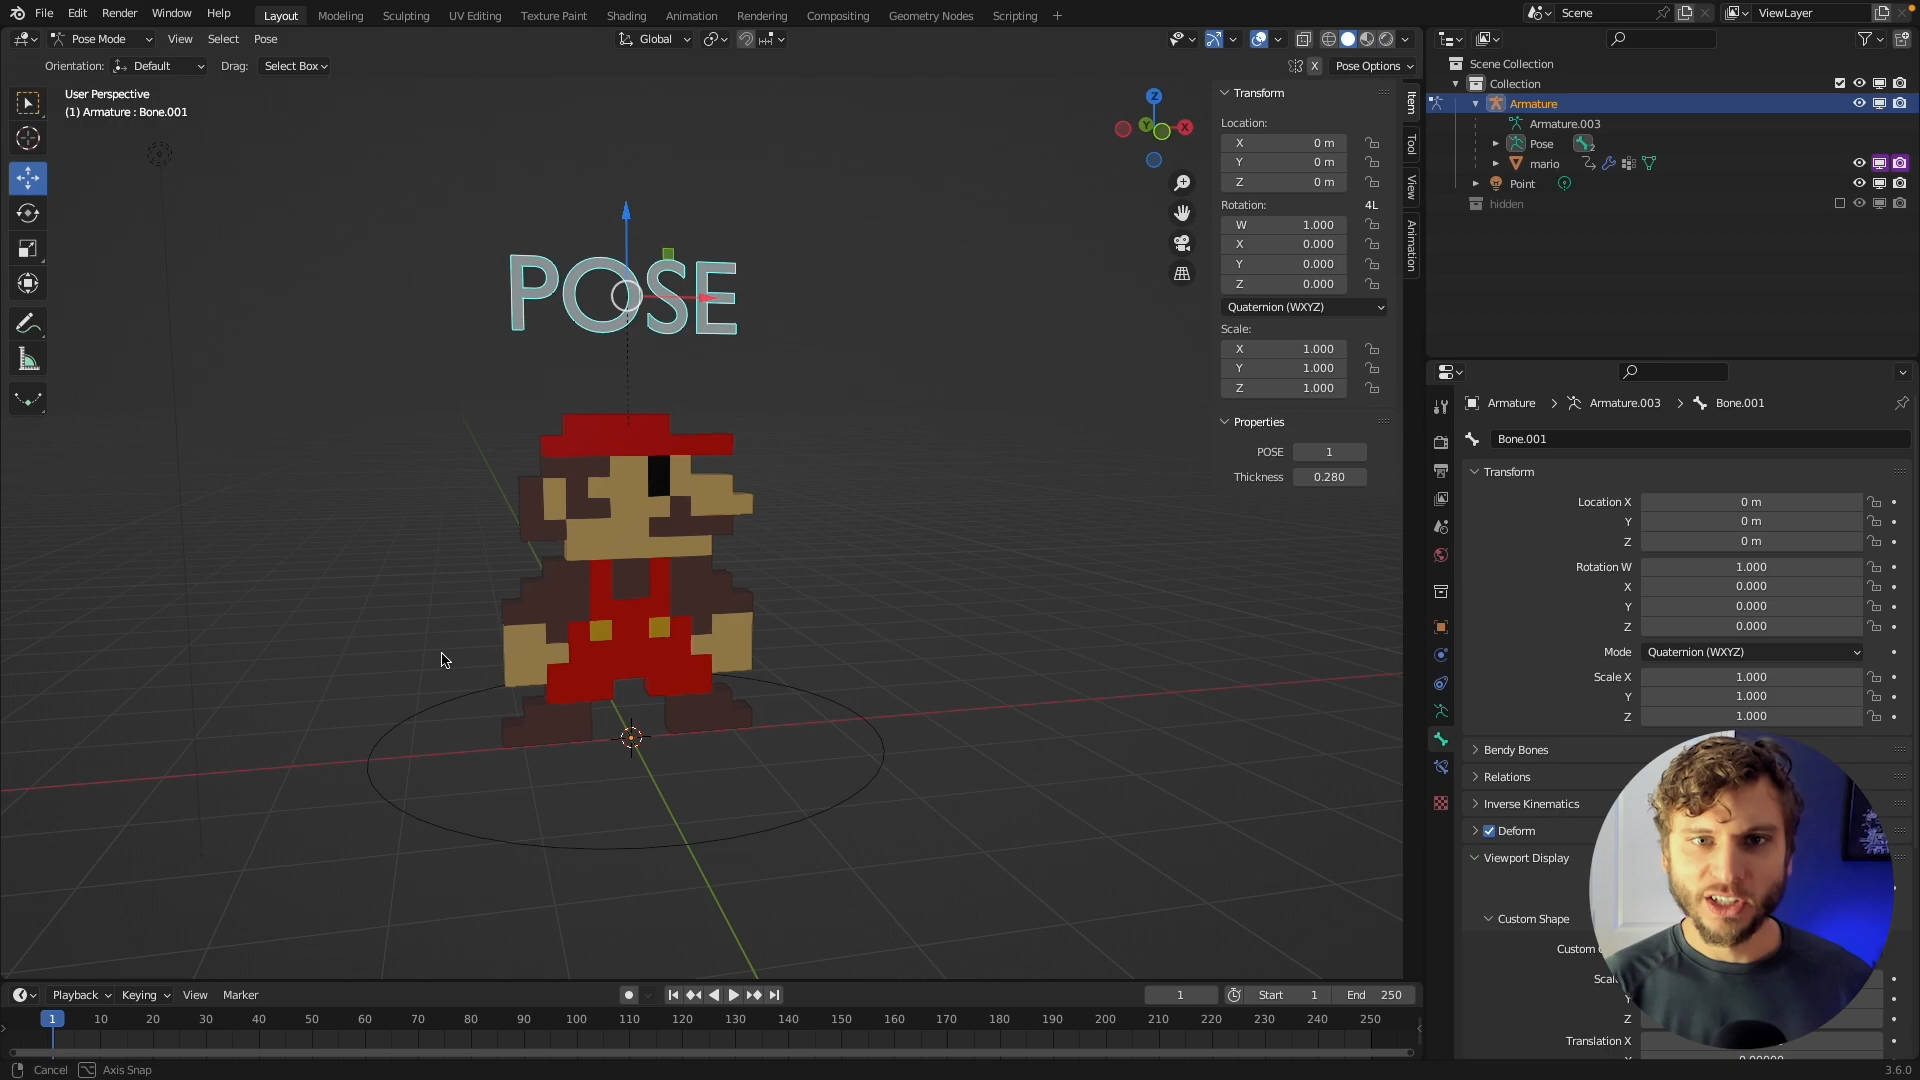 File Edit Render Window Help Layout Modeling Sculpting UV Editing Texture Paint Shading Animation Rendering Compositing Geometry Nodes Scripting + Scene ViewLayer
Pose Mode View Select Pose Global
Orientation: Default Drag: Select Box X Pose Options
User Perspective
(1) Armature : Bone.001
Z
Y
X
POSE
Transform
Location:
X 0 m
Y 0 m
Z 0 m
Rotation: 4L
W 1.000
X 0.000
Y 0.000
Z 0.000
Quaternion (WXYZ)
Scale:
X 1.000
Y 1.000
Z 1.000
Properties
POSE 1
Thickness 0.280
Item
Tool
View
Animation
Scene Collection
Collection
Armature
Armature.003
Pose 2
mario
Point
hidden
Armature > Armature.003 > Bone.001
Bone.001
Transform
Location X 0 m
Y 0 m
Z 0 m
Rotation W 1.000
X 0.000
Y 0.000
Z 0.000
Mode Quaternion (WXYZ)
Scale X 1.000
Y 1.000
Z 1.000
Bendy Bones
Relations
Inverse Kinematics
Deform
Viewport Display
Custom Shape
Custom
Z
Translation X
Playback Keying View Marker 1 Start 1 End 250
1 10 20 30 40 50 60 70 80 90 100 110 120 130 140 150 160 170 180 190 200 210 220 230 240 250
Cancel Axis Snap 3.6.0